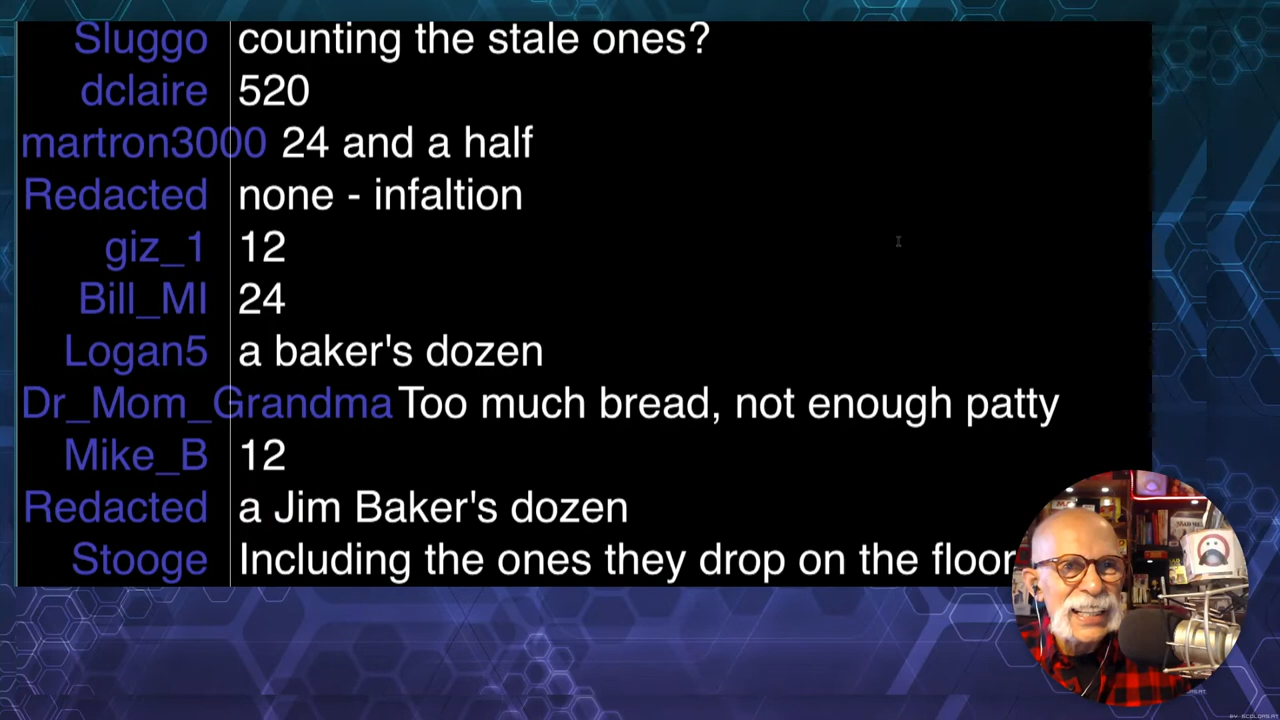 Sluggo counting the stale ones?
dclaire 520
martron3000 24 and a half
Redacted none - infaltion
giz_1 12
Bill_MI 24
Logan5 a baker's dozen
Dr_Mom_Grandma Too much bread, not enough patty
Mike_B 12
Redacted a Jim Baker's dozen
Stooge Including the ones they drop on the floor